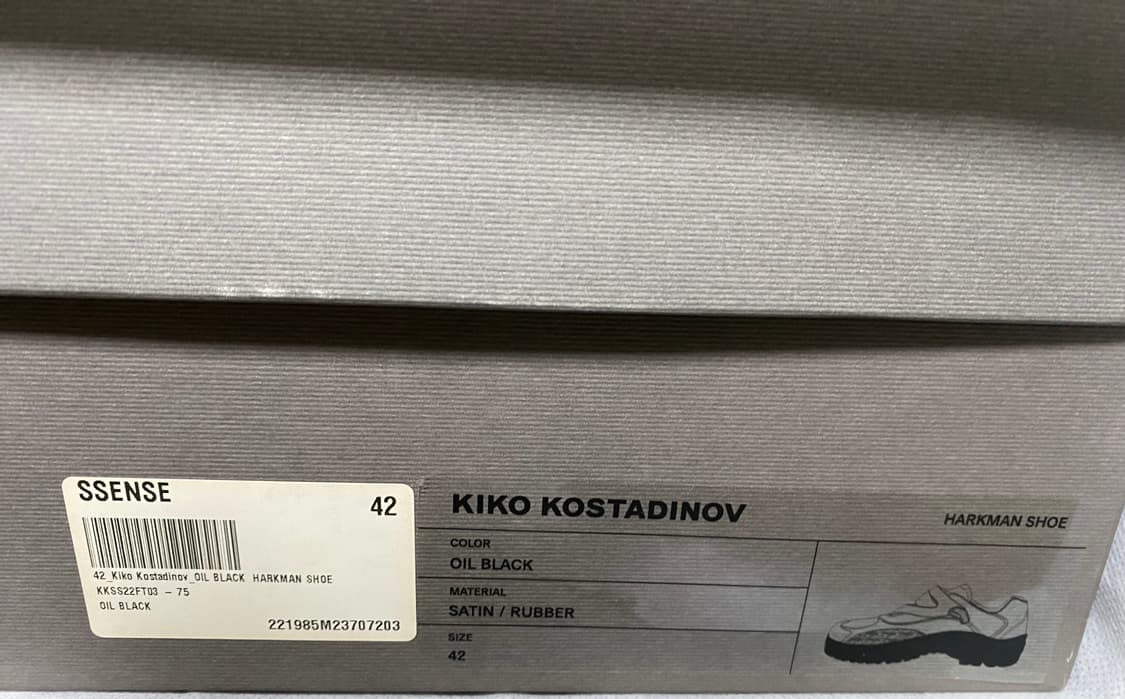 SSENSE
42
42_Kiko Kostadinov_OIL BLACK HARKMAN SHOE
KKSS22FT03 - 75
OIL BLACK
221985M23707203
KIKO KOSTADINOV
HARKMAN SHOE
COLOR
OIL BLACK
MATERIAL
SATIN / RUBBER
SIZE
42